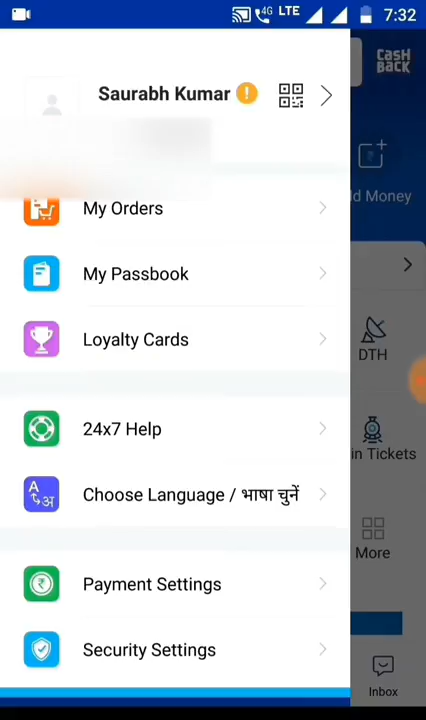 4G LTE 7:32
Saurabh Kumar
CASH
BACK
d Money
My Orders
My Passbook
Loyalty Cards
DTH
24x7 Help
in Tickets
Choose Language / भाषा चुनें
More
Payment Settings
Security Settings
Inbox